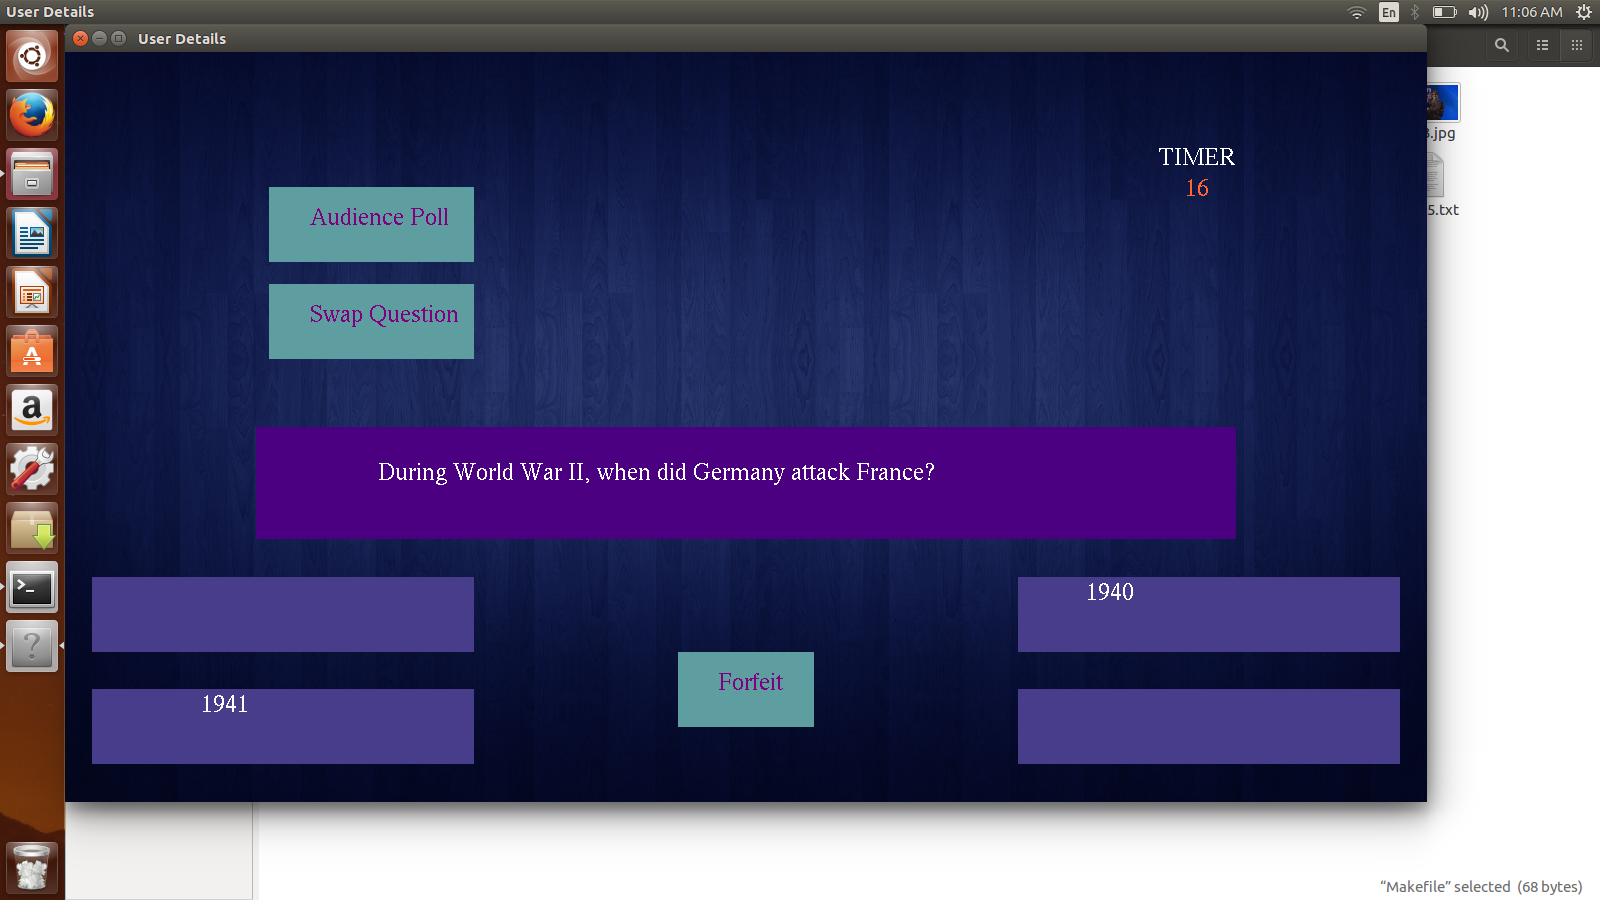 User Details
En
11:06 AM
User Details
.jpg
5.txt
TIMER
16
Audience Poll
Swap Question
During World War II, when did Germany attack France?
1940
1941
Forfeit
“Makefile” selected (68 bytes)